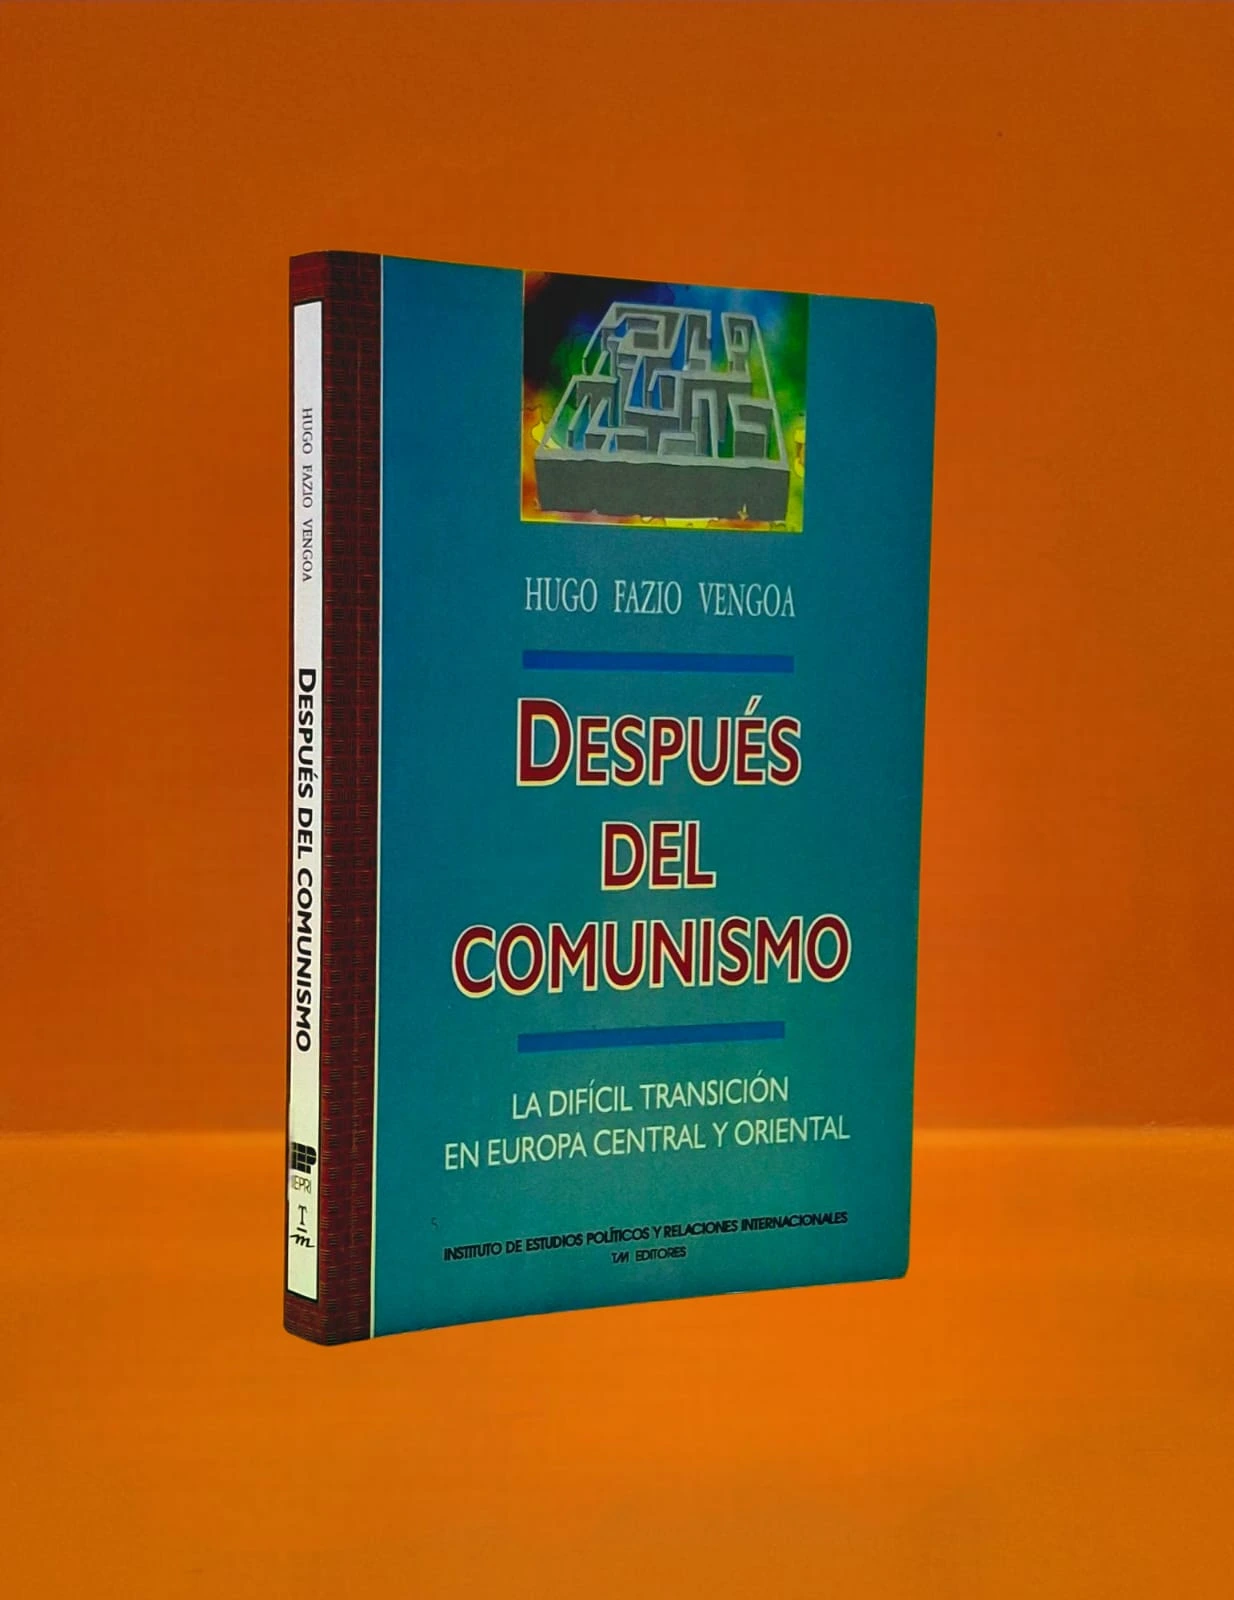 HUGO FAZIO VENGOA
DESPUÉS DEL COMUNISMO
IEPRI
T
m
HUGO FAZIO VENGOA
DESPUÉS
DEL
COMUNISMO
LA DIFÍCIL TRANSICIÓN
EN EUROPA CENTRAL Y ORIENTAL
5
INSTITUTO DE ESTUDIOS POLÍTICOS Y RELACIONES INTERNACIONALES
TM EDITORES